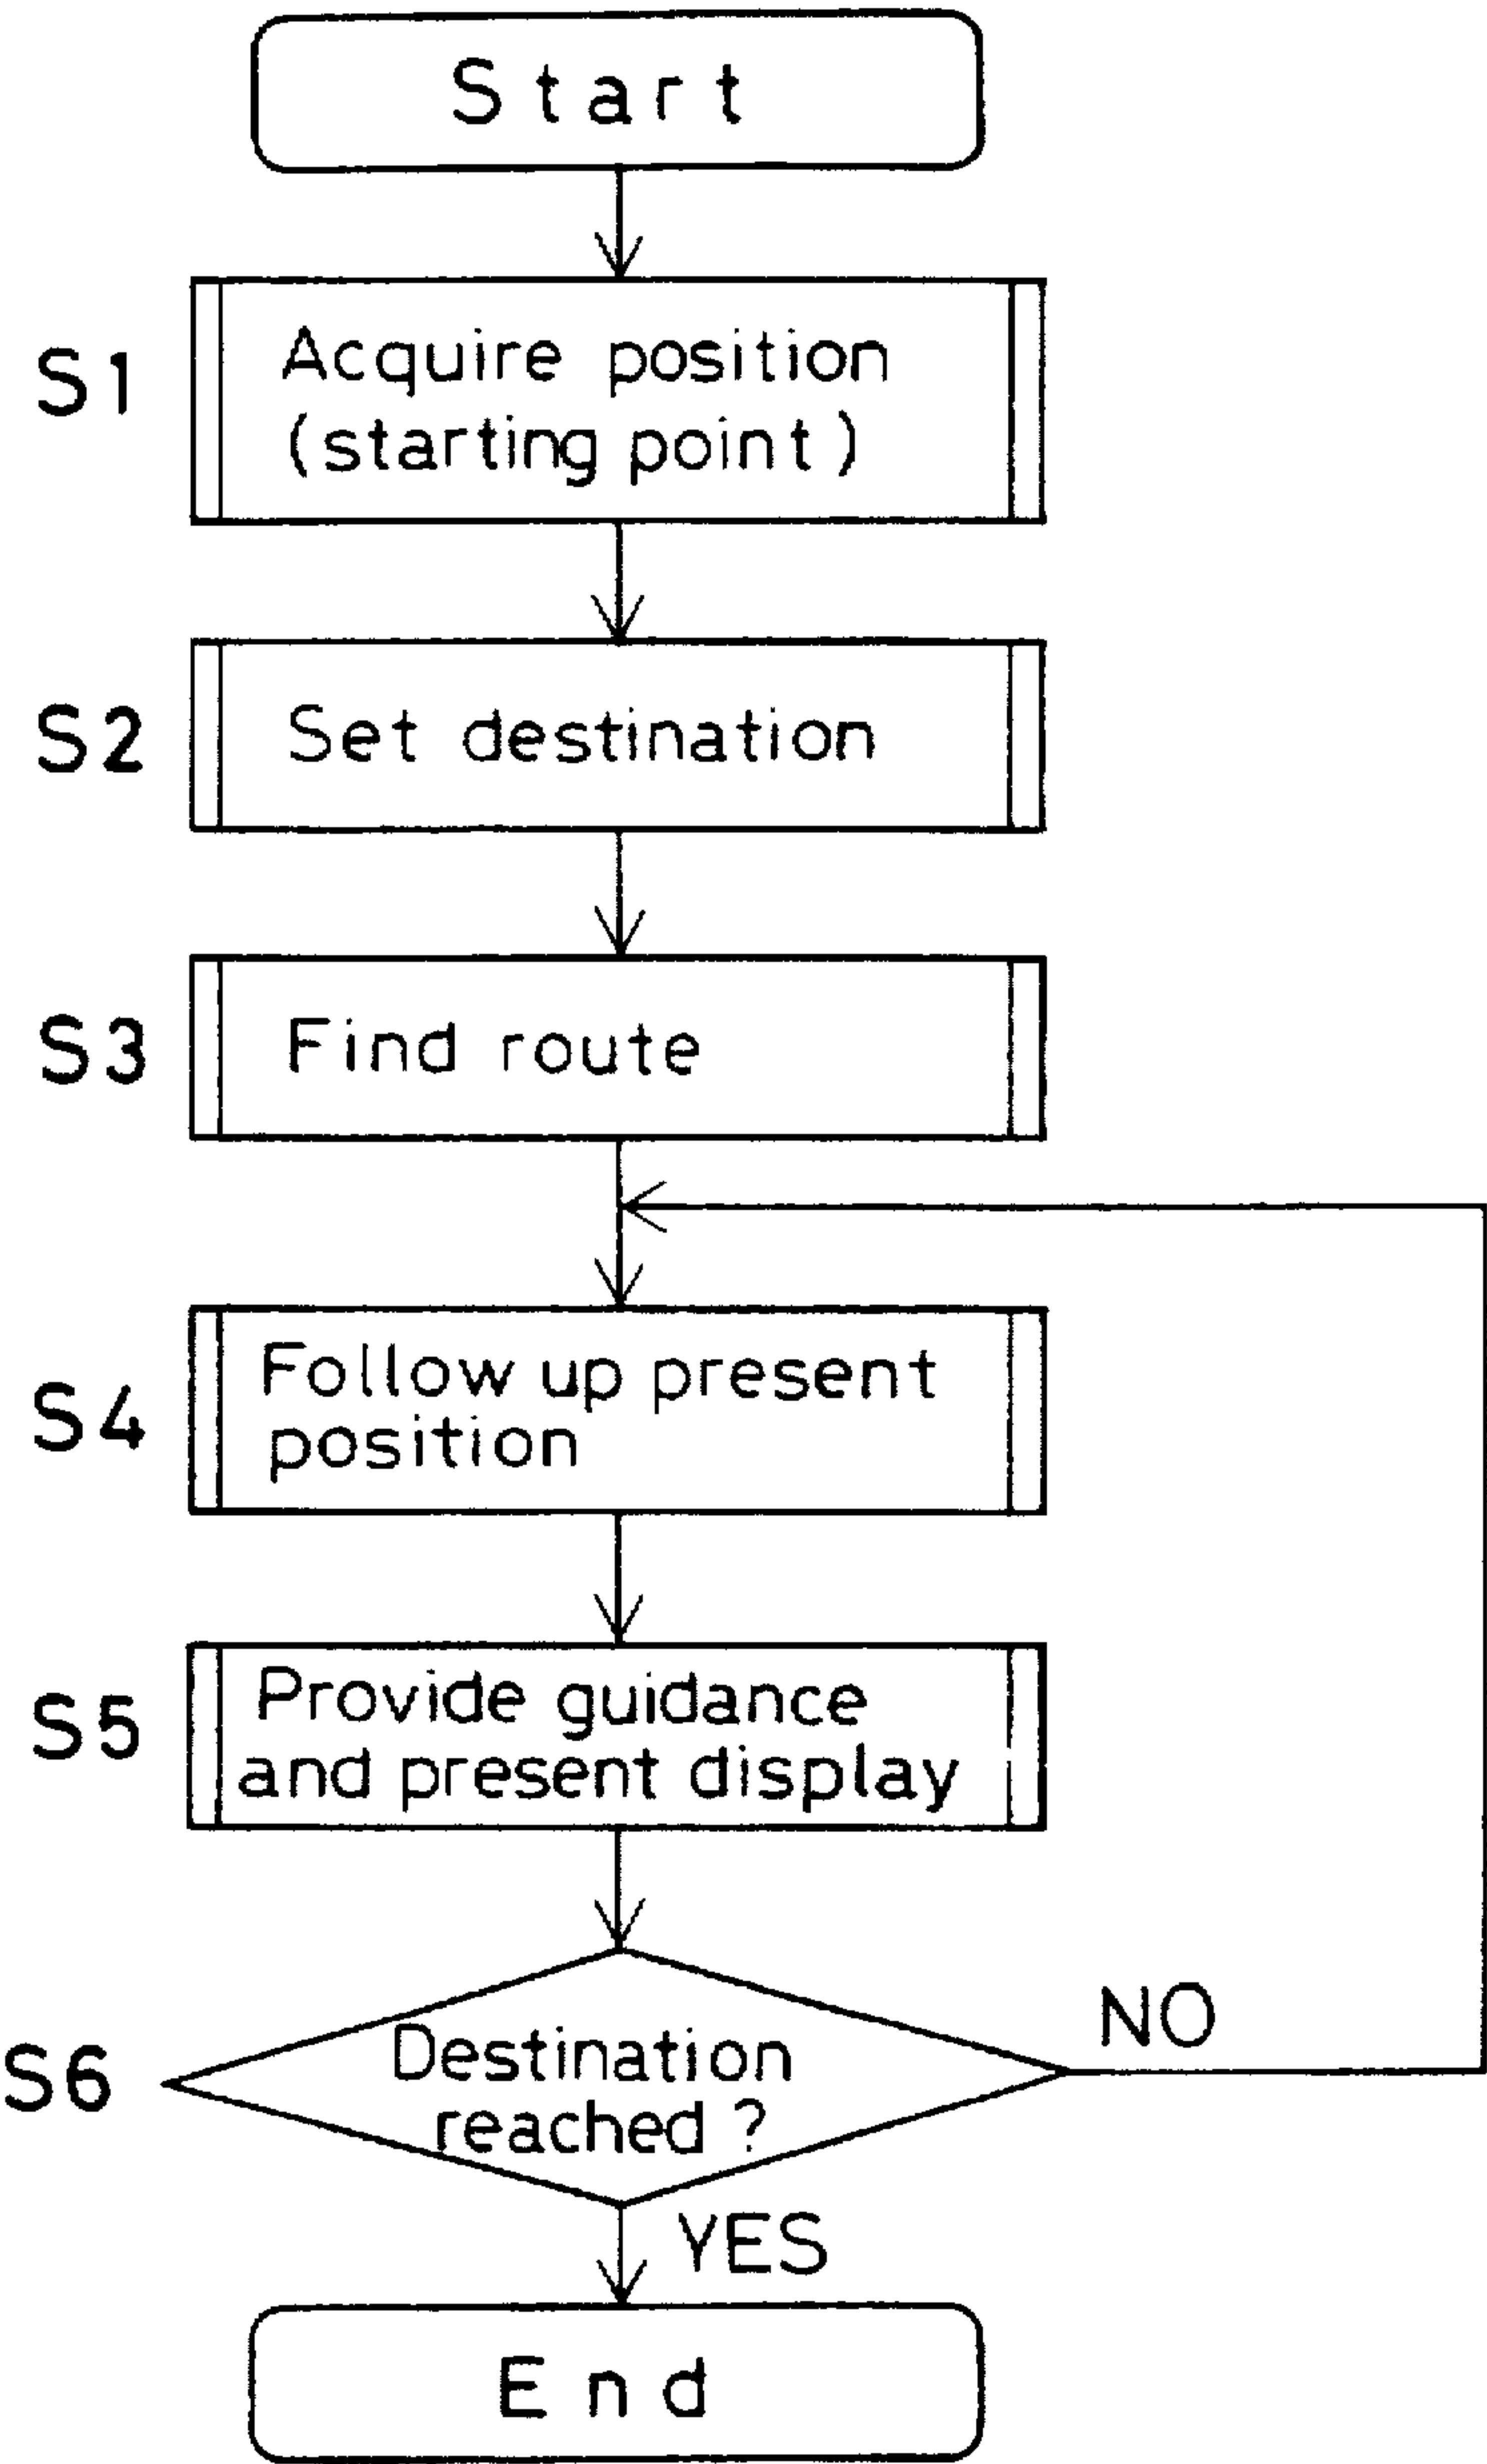 Start
S1
Acquire position
(starting point)
S2
Set destination
S3
Find route
S4
Follow up present
position
S5
Provide guidance
and present display
S6
Destination
reached ?
NO
YES
End